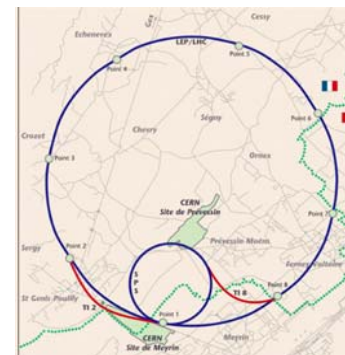 Cessy
Gex
Echenevex
LEP/LHC
Point 5
Point 4
Point 6
Ségny
Chevry
Crozet
Ornex
Point 3
CERN
Site de Prévessin
Point 7
Prévessin Moëns
Point 2
Sergy
Ferney-Voltaire
SPS
TI 8
Point 8
St Genis Pouilly
TI 2
Point 1
CERN
Site de Meyrin
Meyrin